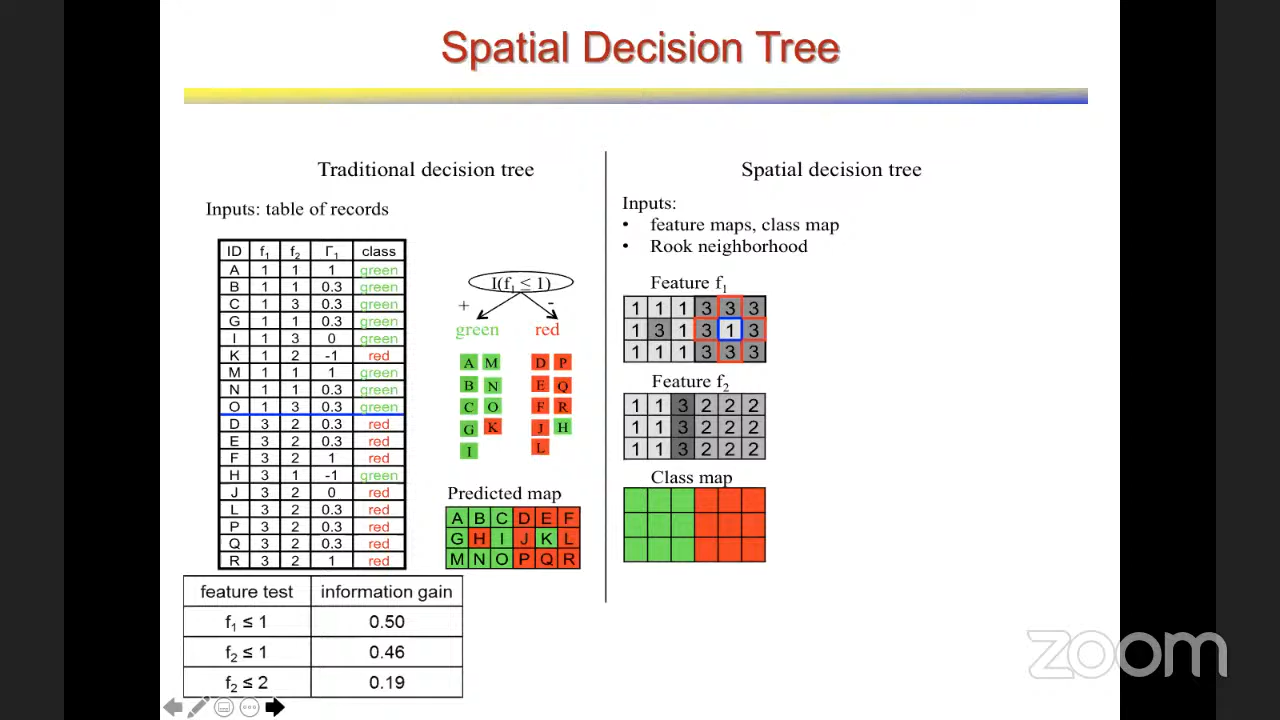 Spatial Decision Tree
Traditional decision tree
Inputs: table of records
ID f1 f2 Γ1 class
A 1 1 1 green
B 1 1 0.3 green
C 1 3 0.3 green
G 1 1 0.3 green
I 1 3 0 green
K 1 2 -1 red
M 1 1 1 green
N 1 1 0.3 green
O 1 3 0.3 green
D 3 2 0.3 red
E 3 2 0.3 red
F 3 2 1 red
H 3 1 -1 green
J 3 2 0 red
L 3 2 0.3 red
P 3 2 0.3 red
Q 3 2 0.3 red
R 3 2 1 red
I(f1 ≤ 1)
+ -
green red
A M D P
B N E Q
C O F R
G K J H
I L
Predicted map
A B C D E F
G H I J K L
M N O P Q R
feature test information gain
f1 ≤ 1 0.50
f2 ≤ 1 0.46
f2 ≤ 2 0.19
Spatial decision tree
Inputs:
• feature maps, class map
• Rook neighborhood
Feature f1
1 1 1 3 3 3
1 3 1 3 1 3
1 1 1 3 3 3
Feature f2
1 1 3 2 2 2
1 1 3 2 2 2
1 1 3 2 2 2
Class map
zoom